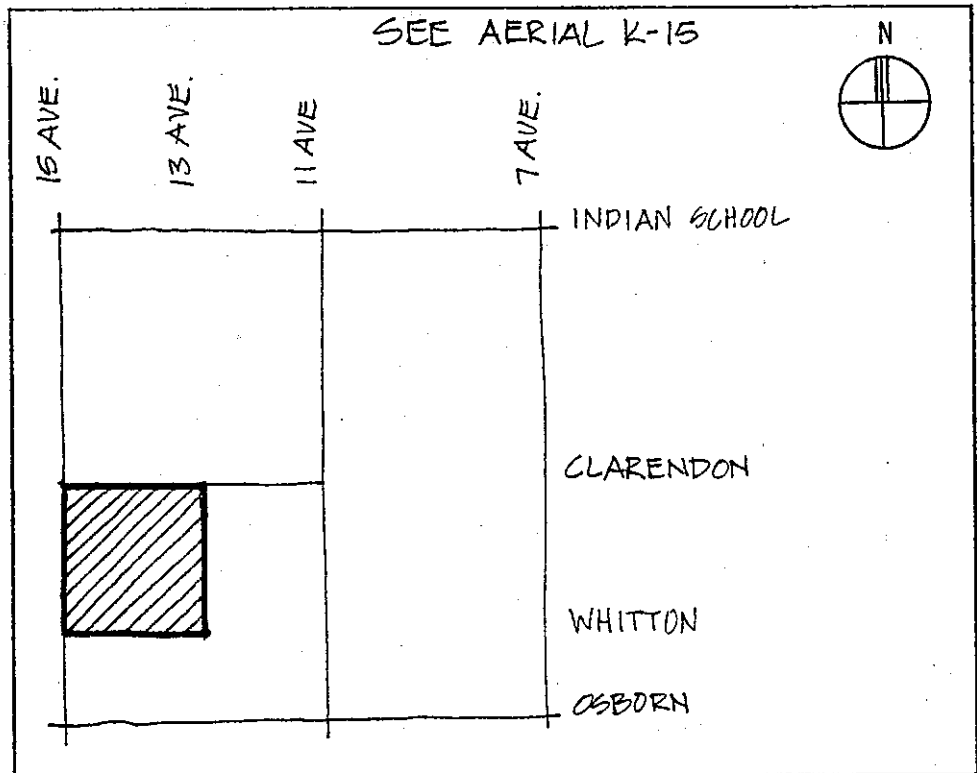 SEE AERIAL K-15
N
15 AVE.
13 AVE.
11 AVE
7 AVE.
INDIAN SCHOOL
CLARENDON
WHITTON
OSBORN